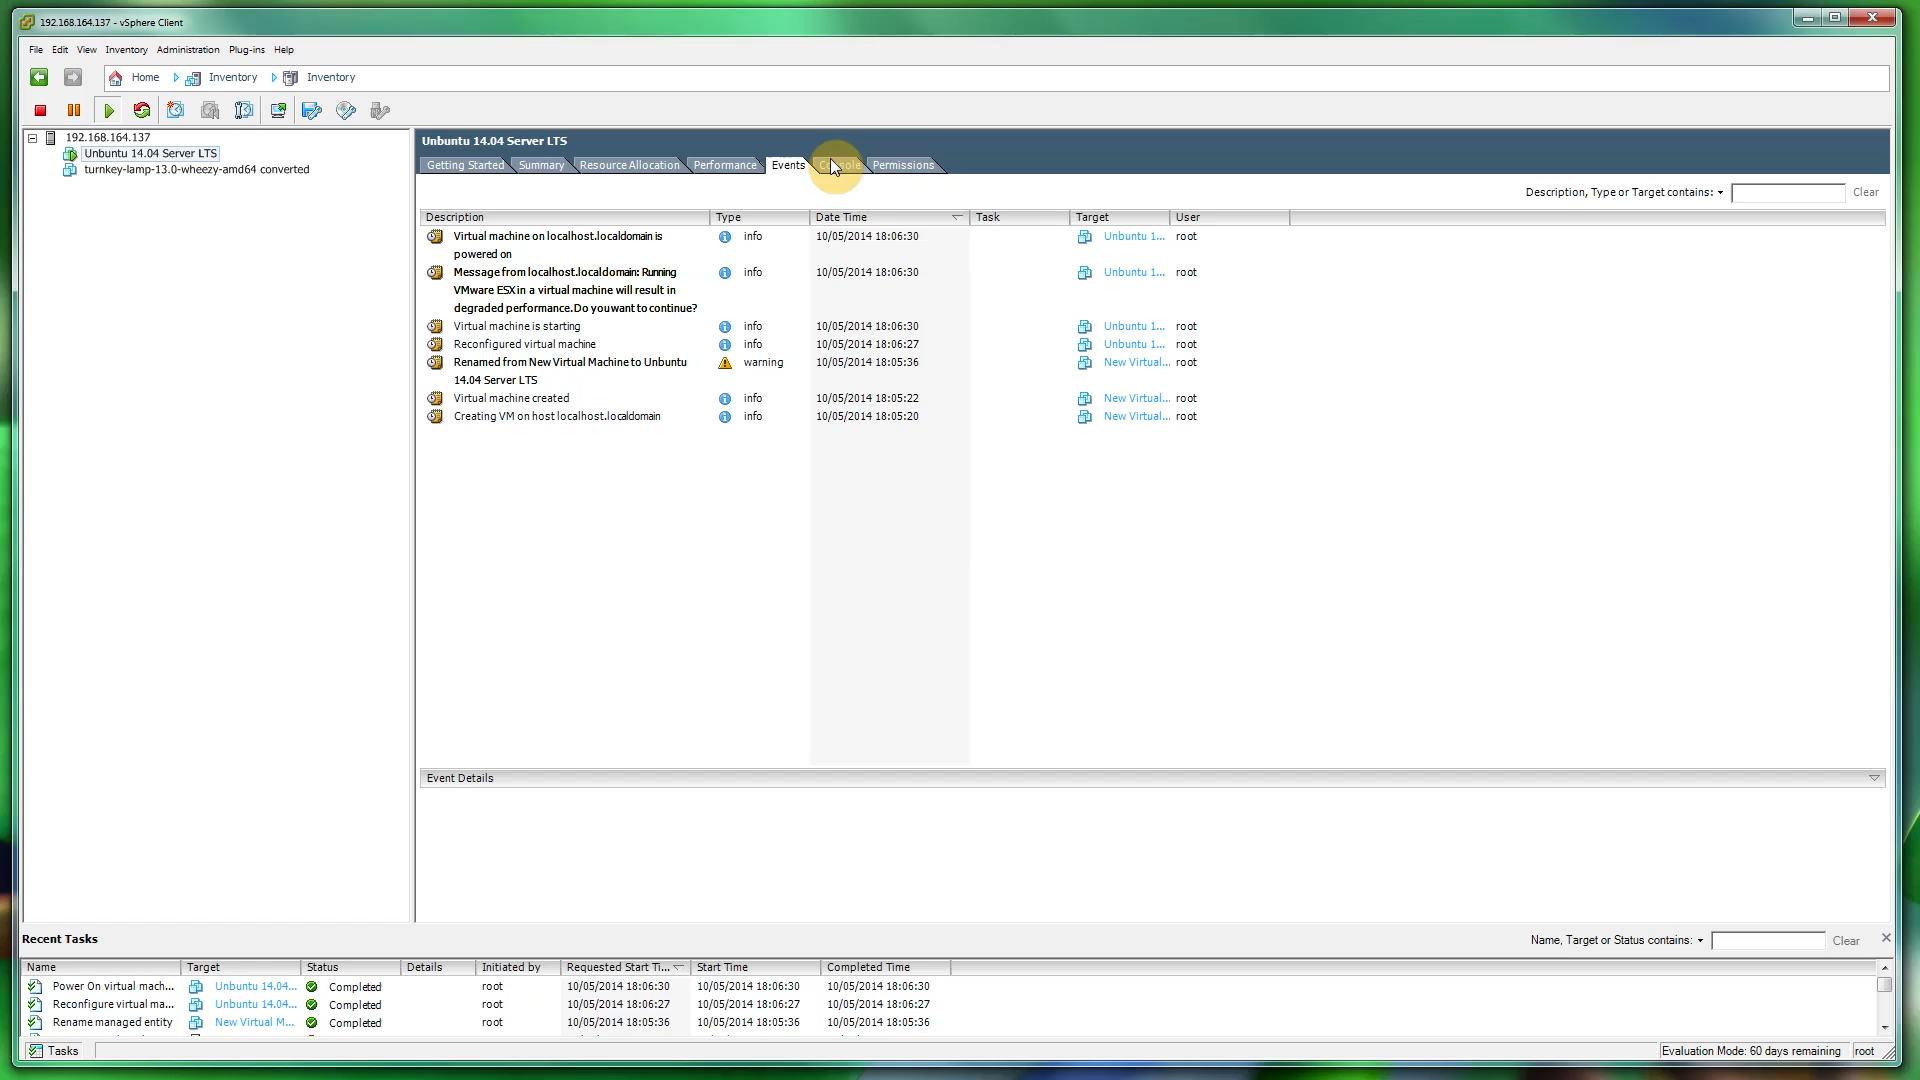 192.168.164.137 - vSphere Client
File Edit View Inventory Administration Plug-ins Help
Home Inventory Inventory
192.168.164.137
Unbuntu 14.04 Server LTS
turnkey-lamp-13.0-wheezy-amd64 converted
Unbuntu 14.04 Server LTS
Getting Started Summary Resource Allocation Performance Events Console Permissions
Description, Type or Target contains: Clear
Description Type Date Time Task Target User
Virtual machine on localhost.localdomain is info 10/05/2014 18:06:30 Unbuntu 1... root
powered on
Message from localhost.localdomain: Running info 10/05/2014 18:06:30 Unbuntu 1... root
VMware ESX in a virtual machine will result in
degraded performance. Do you want to continue?
Virtual machine is starting info 10/05/2014 18:06:30 Unbuntu 1... root
Reconfigured virtual machine info 10/05/2014 18:06:27 Unbuntu 1... root
Renamed from New Virtual Machine to Unbuntu warning 10/05/2014 18:05:36 New Virtual... root
14.04 Server LTS
Virtual machine created info 10/05/2014 18:05:22 New Virtual... root
Creating VM on host localhost.localdomain info 10/05/2014 18:05:20 New Virtual... root
Event Details
Recent Tasks Name, Target or Status contains: Clear
Name Target Status Details Initiated by Requested Start Ti... Start Time Completed Time
Power On virtual mach... Unbuntu 14.04... Completed root 10/05/2014 18:06:30 10/05/2014 18:06:30 10/05/2014 18:06:30
Reconfigure virtual ma... Unbuntu 14.04... Completed root 10/05/2014 18:06:27 10/05/2014 18:06:27 10/05/2014 18:06:27
Rename managed entity New Virtual M... Completed root 10/05/2014 18:05:36 10/05/2014 18:05:36 10/05/2014 18:05:36
Tasks Evaluation Mode: 60 days remaining root